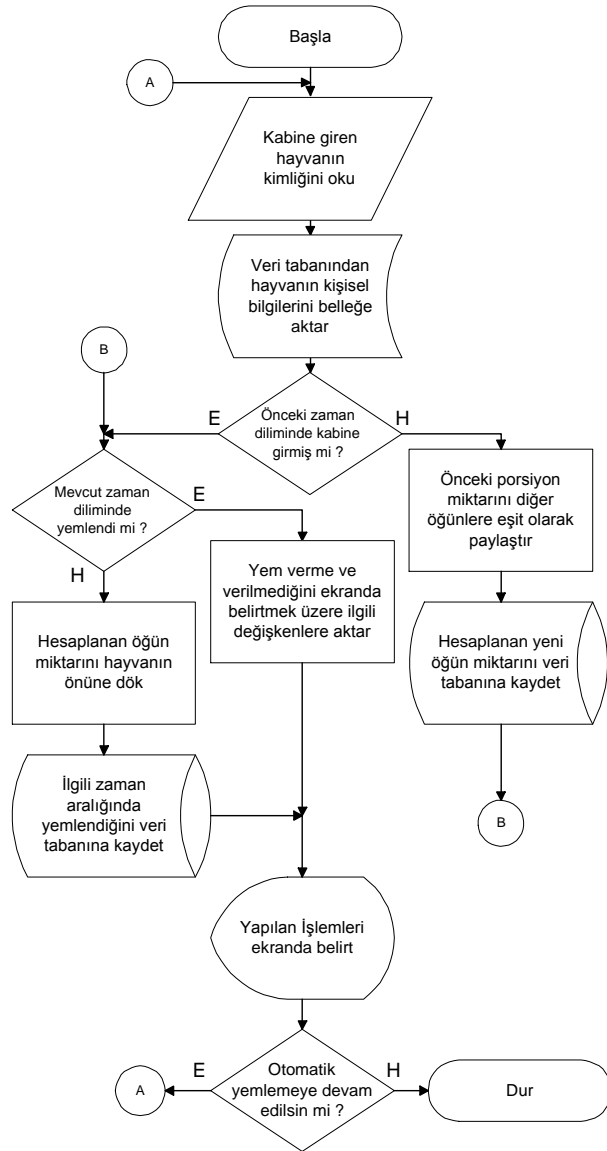 Başla
A
Kabine giren
hayvanın
kimliğini oku
Veri tabanından
hayvanın kişisel
bilgilerini belleğe
aktar
B
E
Önceki zaman
diliminde kabine
girmiş mi ?
H
Mevcut zaman
diliminde
yemlendi mi ?
E
H
Önceki porsiyon
miktarını diğer
öğünlere eşit olarak
paylaştır
Yem verme ve
verilmediğini ekranda
belirtmek üzere ilgili
değişkenlere aktar
Hesaplanan öğün
miktarını hayvanın
önüne dök
Hesaplanan yeni
öğün miktarını veri
tabanına kaydet
İlgili zaman
aralığında
yemlendiğini veri
tabanına kaydet
B
Yapılan İşlemleri
ekranda belirt
A
E
Otomatik
yemlemeye devam
edilsin mi ?
H
Dur